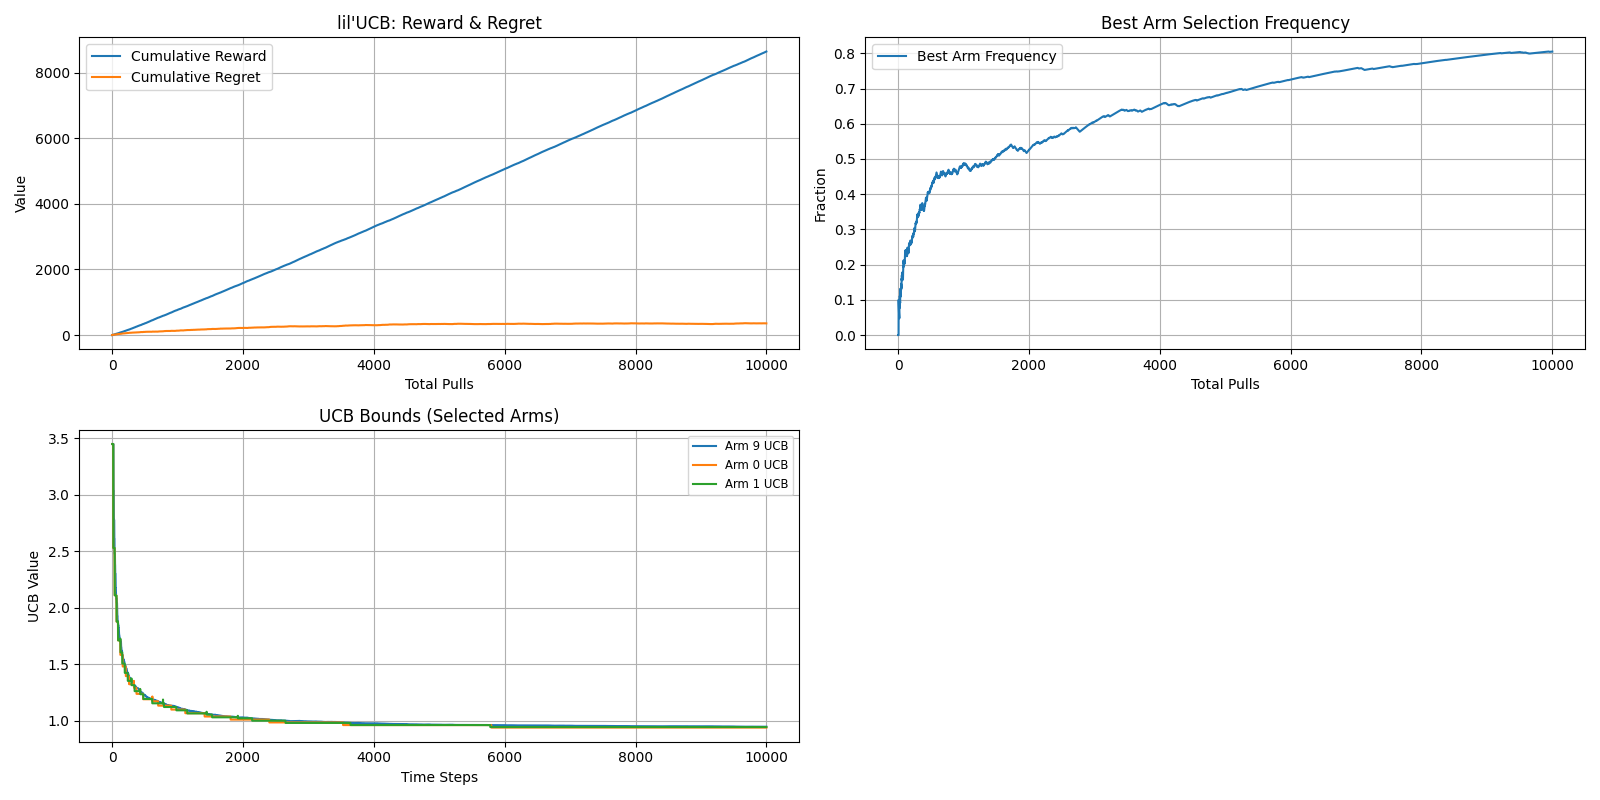 lil'UCB: Reward & Regret
Cumulative Reward
Cumulative Regret
Value
8000
6000
4000
2000
0
0 2000 4000 6000 8000 10000
Total Pulls
Best Arm Selection Frequency
Best Arm Frequency
Fraction
0.8
0.7
0.6
0.5
0.4
0.3
0.2
0.1
0.0
0 2000 4000 6000 8000 10000
Total Pulls
UCB Bounds (Selected Arms)
Arm 9 UCB
Arm 0 UCB
Arm 1 UCB
UCB Value
3.5
3.0
2.5
2.0
1.5
1.0
0 2000 4000 6000 8000 10000
Time Steps